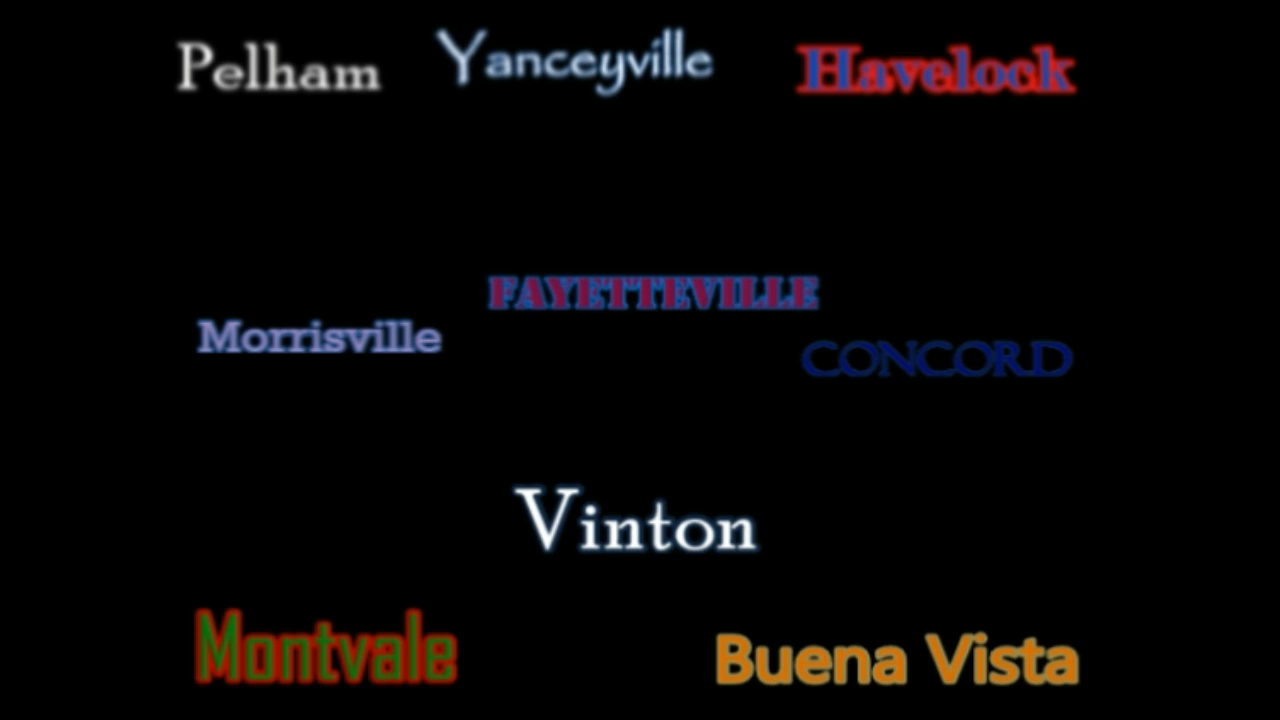 Pelham
Yanceyville
Havelock
FAYETTEVILLE
Morrisville
CONCORD
Vinton
Montvale
Buena Vista